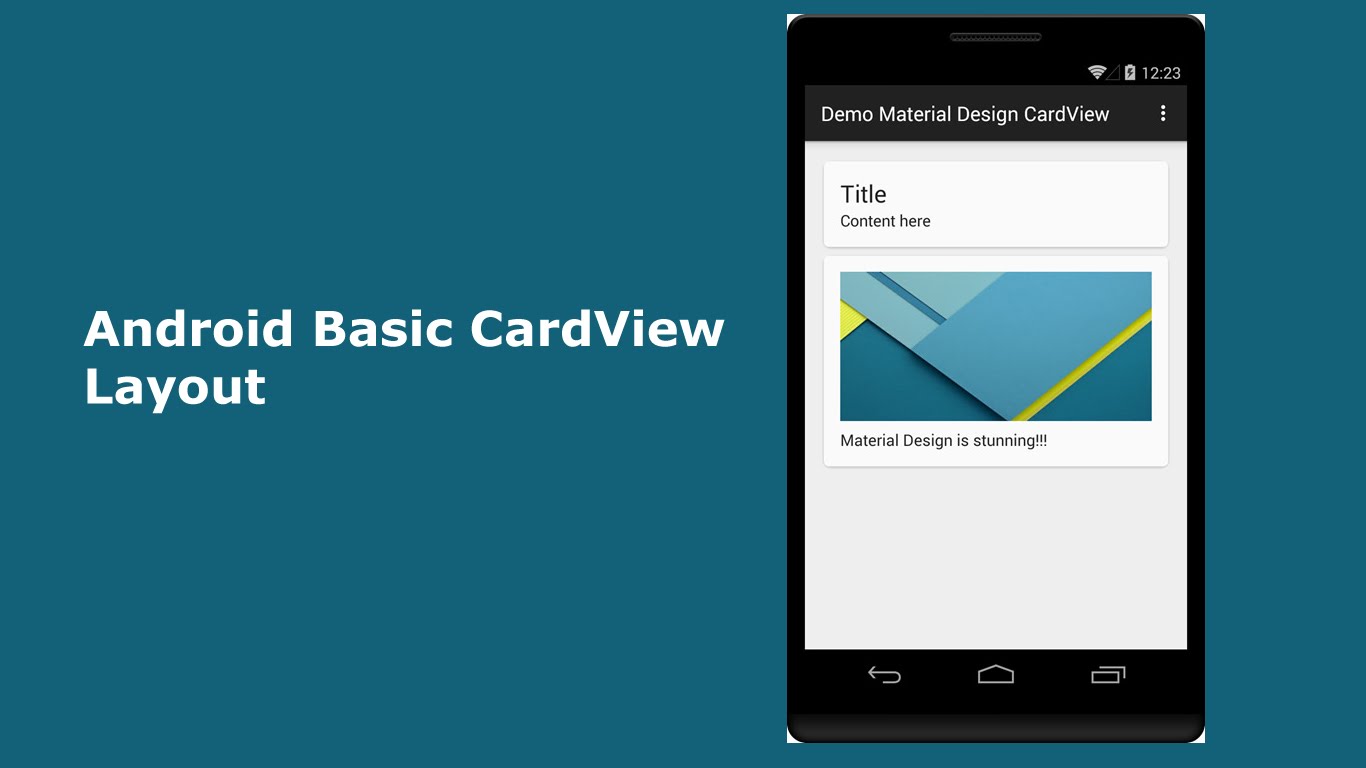 Android Basic CardView
Layout
12:23
Demo Material Design CardView
Title
Content here
Material Design is stunning!!!